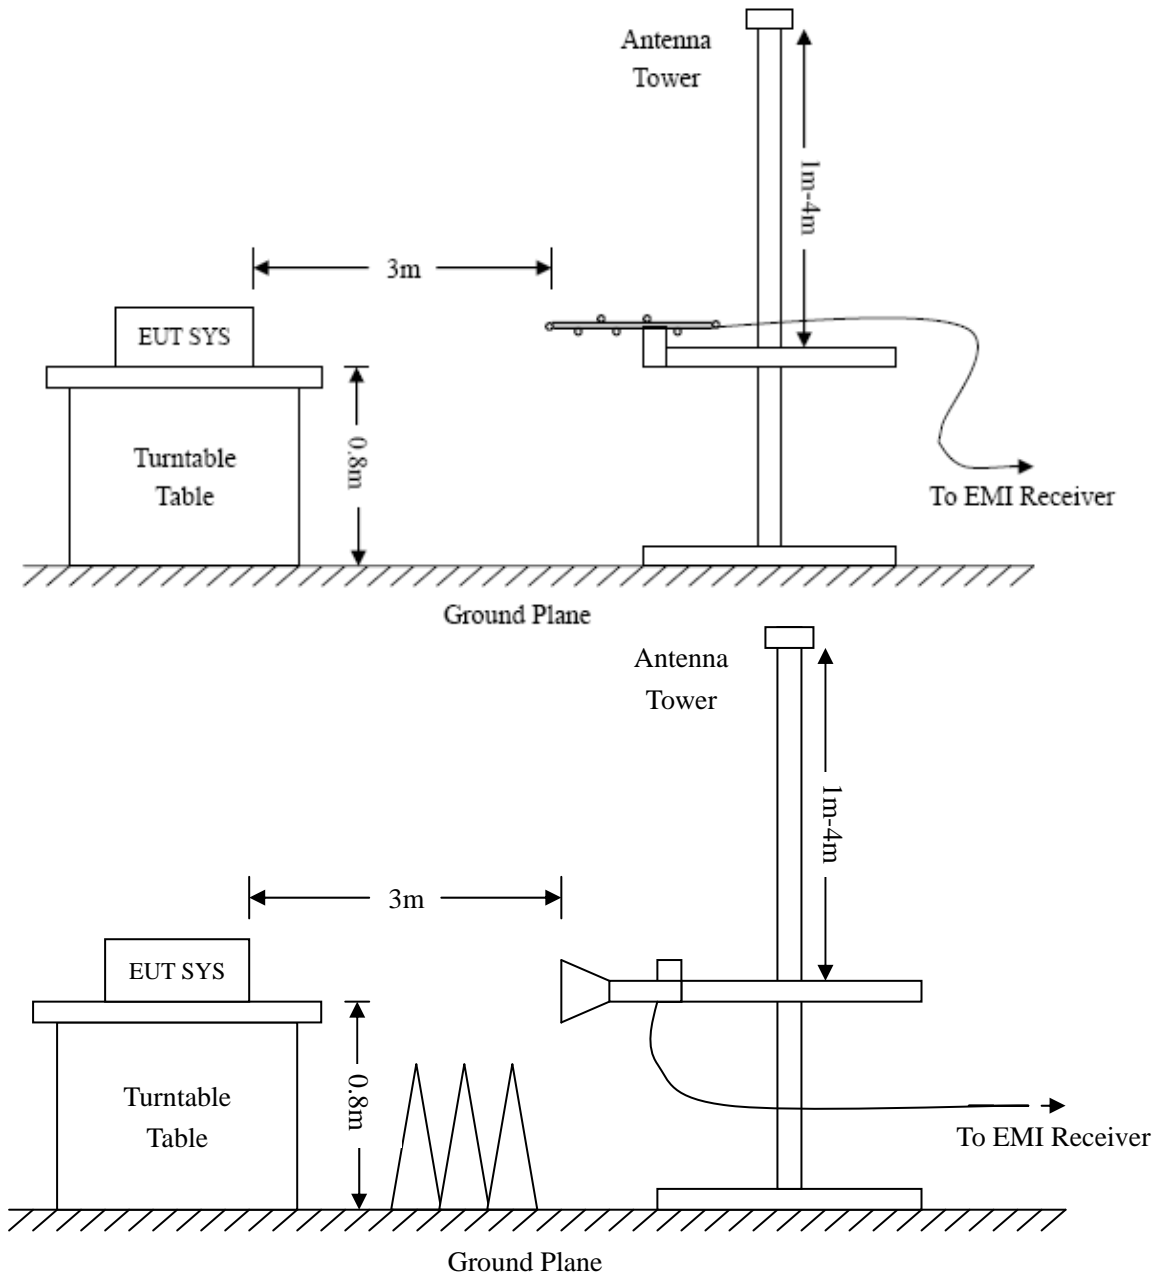 Antenna
Tower
1m-4m
3m
EUT SYS
0.8m
Turntable
Table
To EMI Receiver
Ground Plane
Antenna
Tower
1m-4m
3m
EUT SYS
0.8m
Turntable
Table
To EMI Receiver
Ground Plane